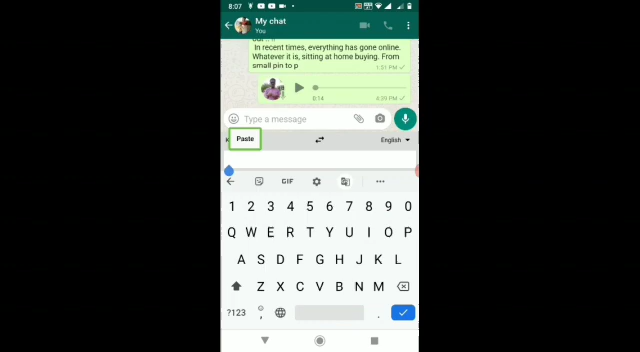 8:07
My chat
You
In recent times, everything has gone online.
Whatever it is, sitting at home buying. From
small pin to p
1:51 PM
0:14
4:39 PM
Type a message
Paste
English
GIF
1 2 3 4 5 6 7 8 9 0
Q W E R T Y U I O P
A S D F G H J K L
Z X C V B N M
?123 , .